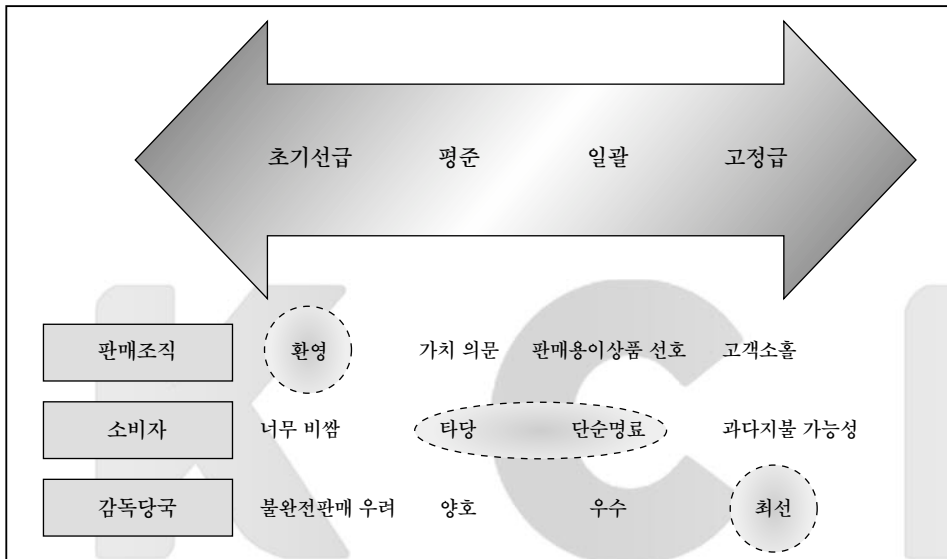 초기선급 평준 일괄 고정급
판매조직 환영 가치 의문 판매용이상품 선호 고객소홀
소비자 너무 비쌈 타당 단순명료 과다지불 가능성
감독당국 불완전판매 우려 양호 우수 최선
K C I